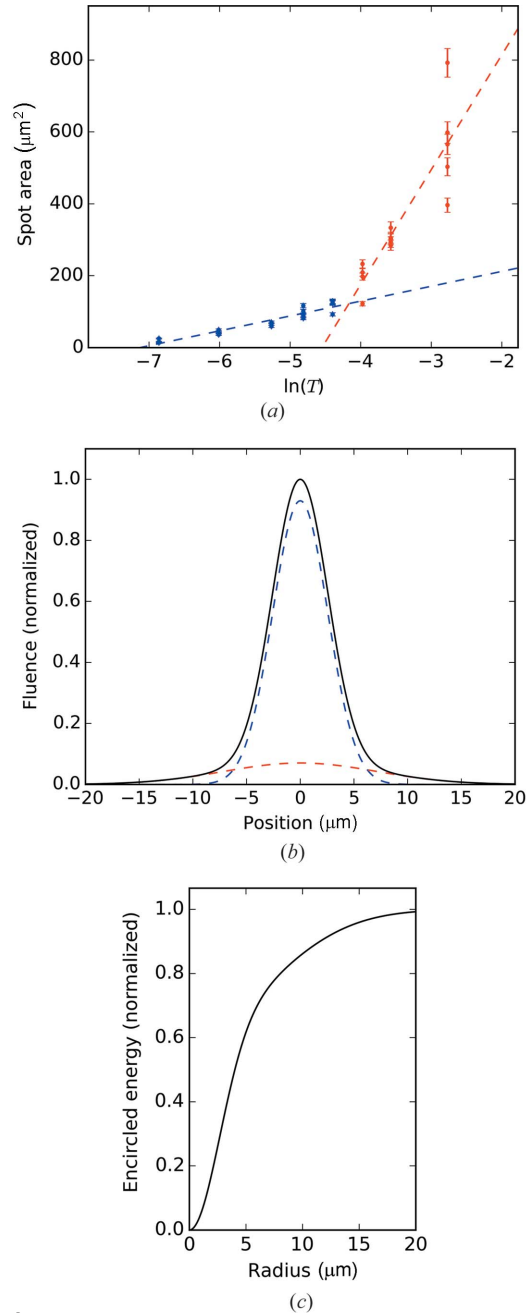 800
600
400
200
0
Spot area (μm²)
−7 −6 −5 −4 −3 −2
ln(T)
(a)
1.0
0.8
0.6
0.4
0.2
0.0
Fluence (normalized)
−20 −15 −10 −5 0 5 10 15 20
Position (μm)
(b)
1.0
0.8
0.6
0.4
0.2
0.0
Encircled energy (normalized)
0 5 10 15 20
Radius (μm)
(c)